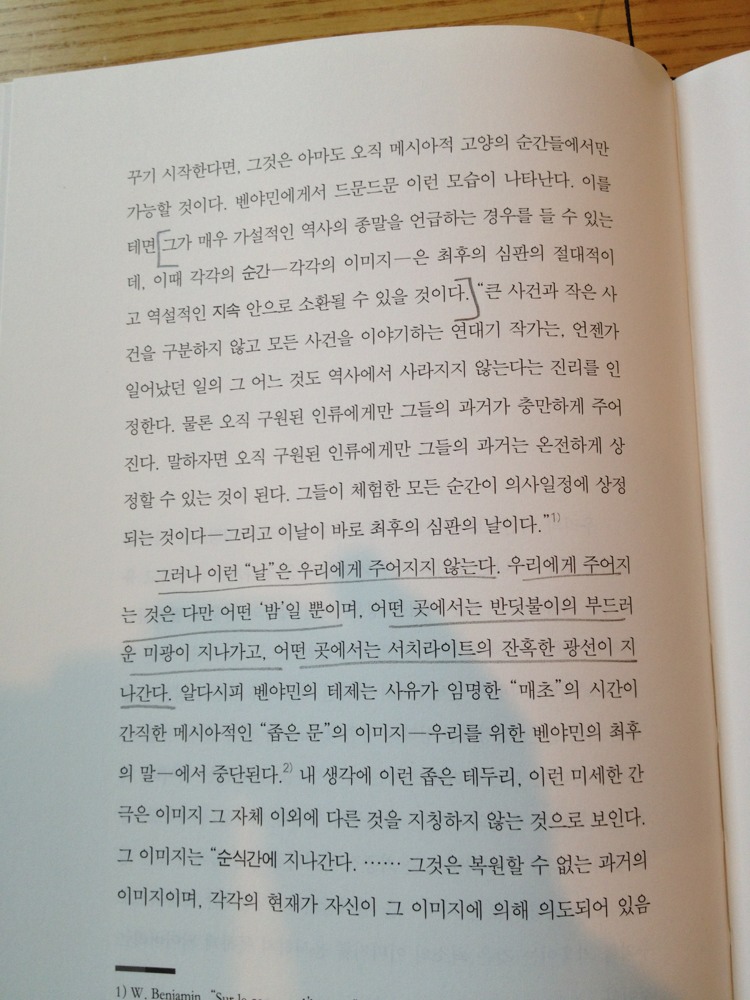 꾸기 시작한다면, 그것은 아마도 오직 메시아적 고양의 순간들에서만
가능할 것이다. 벤야민에게서 드문드문 이런 모습이 나타난다. 이를
테면 그가 매우 가설적인 역사의 종말을 언급하는 경우를 들 수 있는
데, 이때 각각의 순간—각각의 이미지—은 최후의 심판의 절대적이
고 역설적인 지속 안으로 소환될 수 있을 것이다. “큰 사건과 작은 사
건을 구분하지 않고 모든 사건을 이야기하는 연대기 작가는, 언젠가
일어났던 일의 그 어느 것도 역사에서 사라지지 않는다는 진리를 인
정한다. 물론 오직 구원된 인류에게만 그들의 과거가 충만하게 주어
진다. 말하자면 오직 구원된 인류에게만 그들의 과거는 온전하게 상
정할 수 있는 것이 된다. 그들이 체험한 모든 순간이 의사일정에 상정
되는 것이다—그리고 이날이 바로 최후의 심판의 날이다.”1)
그러나 이런 “날”은 우리에게 주어지지 않는다. 우리에게 주어지
는 것은 다만 어떤 ‘밤’일 뿐이며, 어떤 곳에서는 반딧불이의 부드러
운 미광이 지나가고, 어떤 곳에서는 서치라이트의 잔혹한 광선이 지
나간다. 알다시피 벤야민의 테제는 사유가 임명한 “매초”의 시간이
간직한 메시아적인 “좁은 문”의 이미지—우리를 위한 벤야민의 최후
의 말—에서 중단된다.2) 내 생각에 이런 좁은 테두리, 이런 미세한 간
극은 이미지 그 자체 이외에 다른 것을 지칭하지 않는 것으로 보인다.
그 이미지는 “순식간에 지나간다. …… 그것은 복원할 수 없는 과거의
이미지이며, 각각의 현재가 자신이 그 이미지에 의해 의도되어 있음
1) W. Benjamin, “Sur le